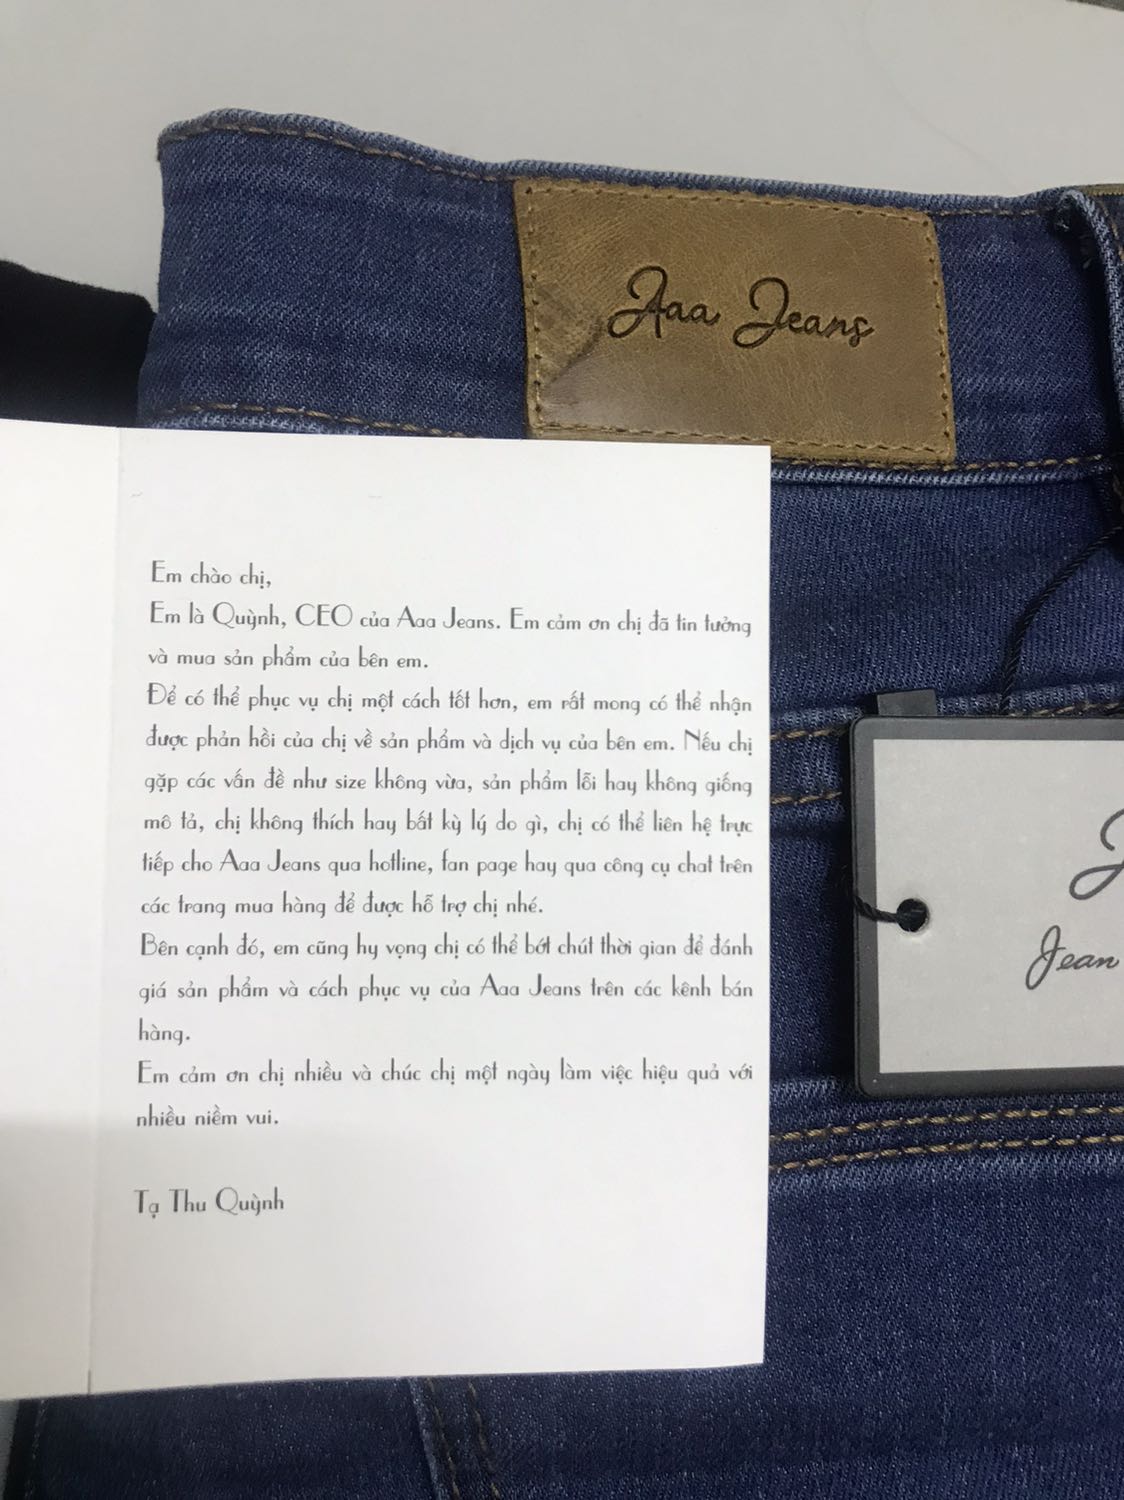 Aaa Jeans
Em chào chị,
Em là Quỳnh, CEO của Aaa Jeans. Em cảm ơn chị đã tin tưởng
và mua sản phẩm của bên em.
Để có thể phục vụ chị một cách tốt hơn, em rất mong có thể nhận
được phản hồi của chị về sản phẩm và dịch vụ của bên em. Nếu chị
gặp các vấn đề như size không vừa, sản phẩm lỗi hay không giống
mô tả, chị không thích hay bất kỳ lý do gì, chị có thể liên hệ trực
tiếp cho Aaa Jeans qua hotline, fan page hay qua công cụ chat trên
các trang mua hàng để được hỗ trợ chị nhé.
Bên cạnh đó, em cũng hy vọng chị có thể bớt chút thời gian để đánh
giá sản phẩm và cách phục vụ của Aaa Jeans trên các kênh bán
hàng.
Em cảm ơn chị nhiều và chúc chị một ngày làm việc hiệu quả với
nhiều niềm vui.
Tạ Thu Quỳnh
Jean